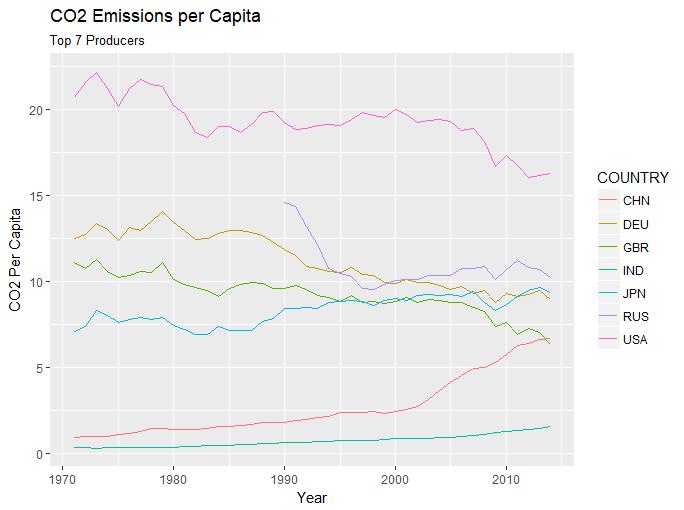 CO2 Emissions per Capita
Top 7 Producers
CO2 Per Capita
20
15
10
5
0
1970 1980 1990 2000 2010
Year
COUNTRY
CHN
DEU
GBR
IND
JPN
RUS
USA